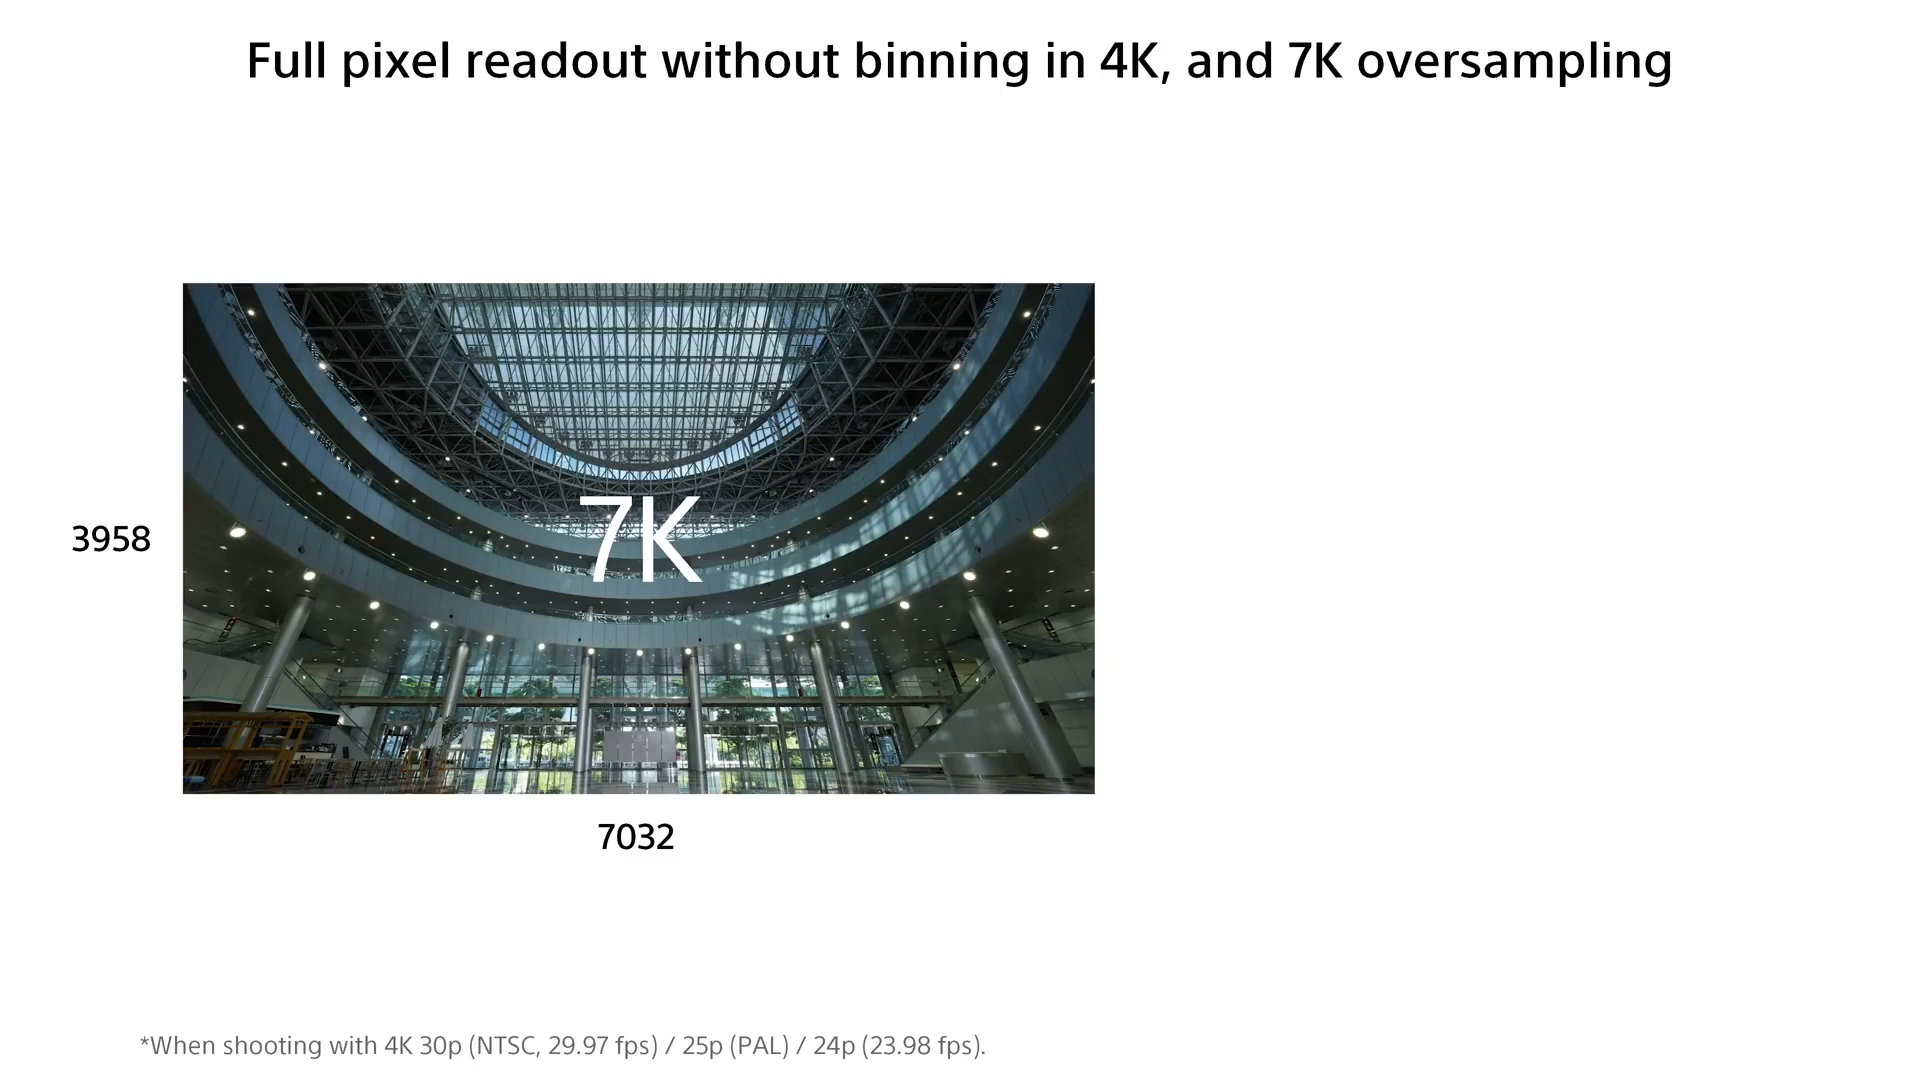 Full pixel readout without binning in 4K, and 7K oversampling
7K
3958
7032
*When shooting with 4K 30p (NTSC, 29.97 fps) / 25p (PAL) / 24p (23.98 fps).